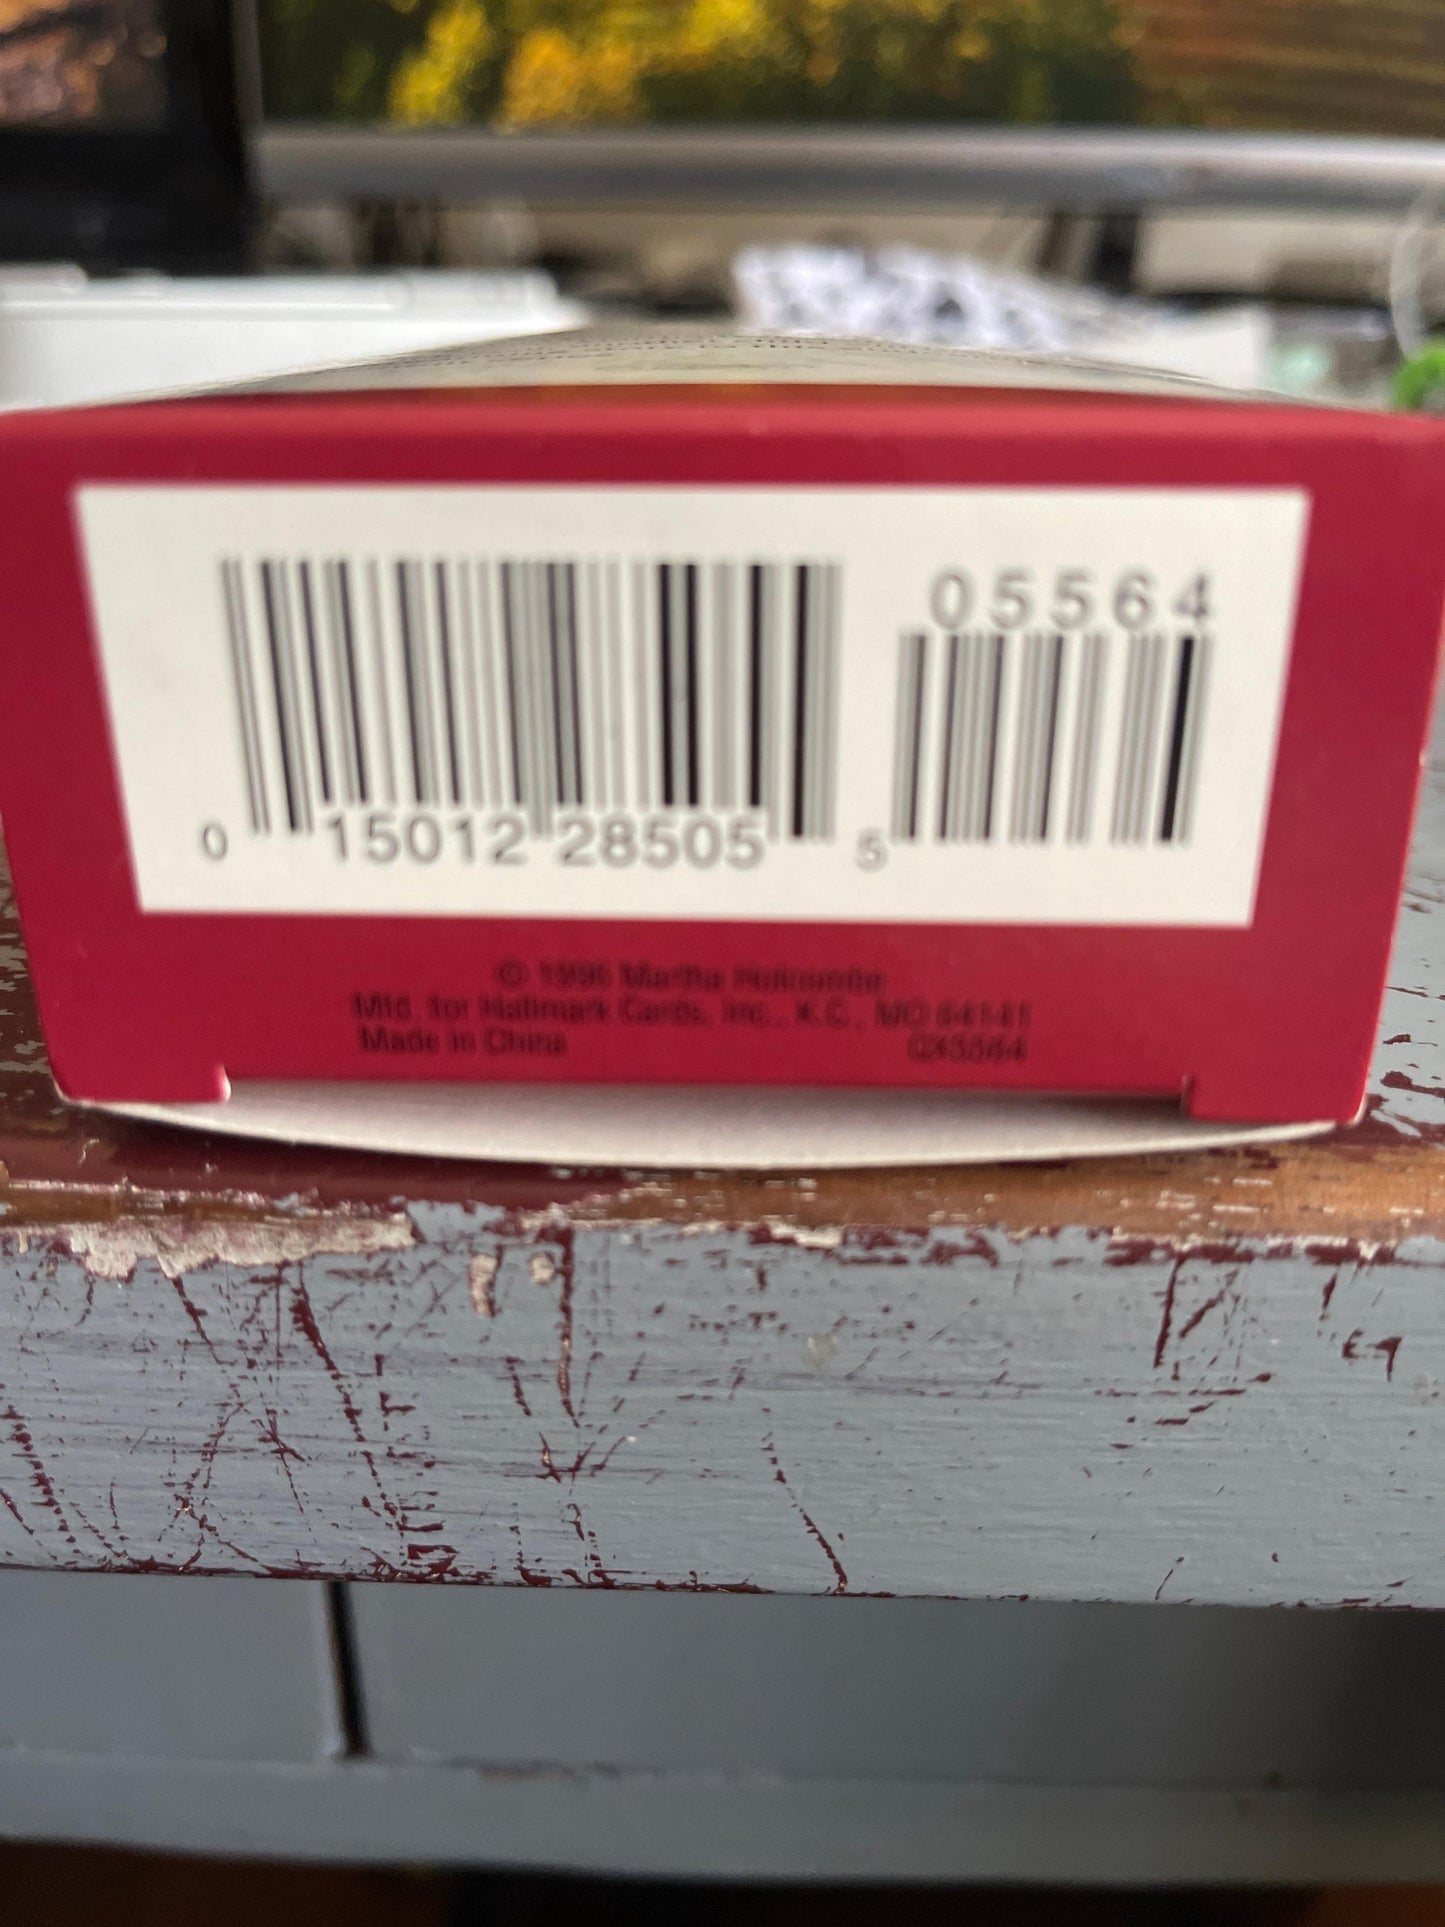 05564
0 15012 28505 5
© 1996 Martha Holcombe
Mfd. for Hallmark Cards, Inc., K.C., MO 64141
Made in China
QX5564